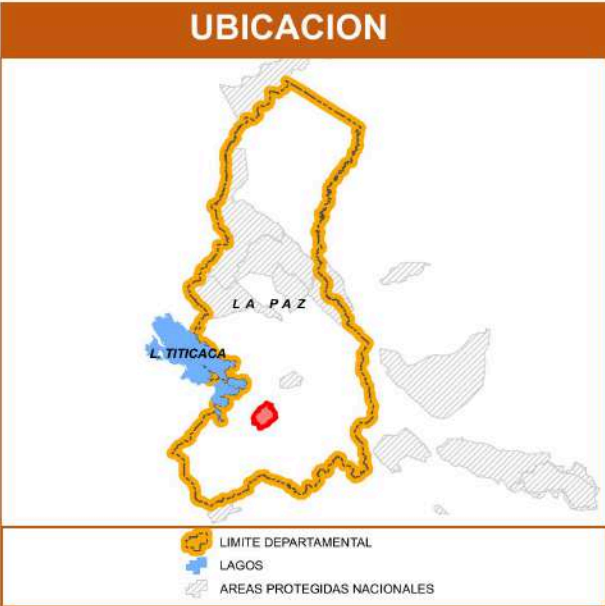 UBICACION
LA PAZ
L. TITICACA
LIMITE DEPARTAMENTAL
LAGOS
AREAS PROTEGIDAS NACIONALES